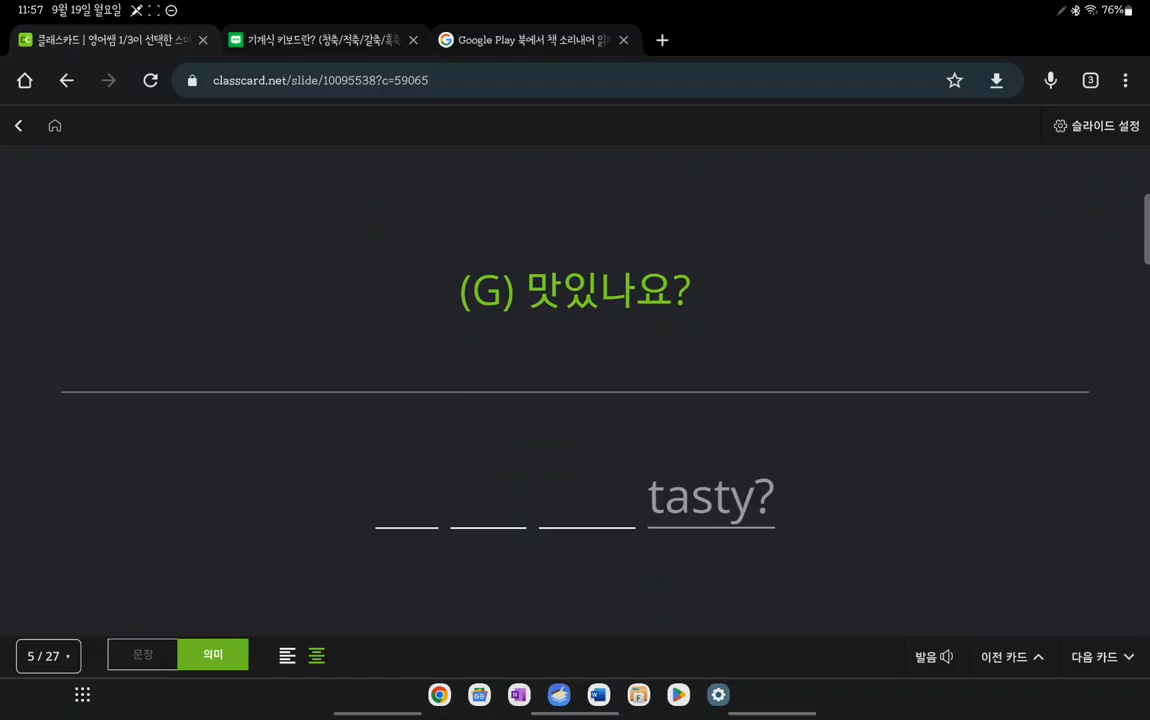 11:57 9월 19일 월요일
76%
클래스카드 | 영어쌤 1/3이 선택한 스마
기계식 키보드란? (청축/적축/갈축/흑축
Google Play 북에서 책 소리내어 읽기
classcard.net/slide/10095538?c=59065
3
슬라이드 설정
(G) 맛있나요?
tasty?
5 / 27
문장
의미
발음
이전 카드
다음 카드